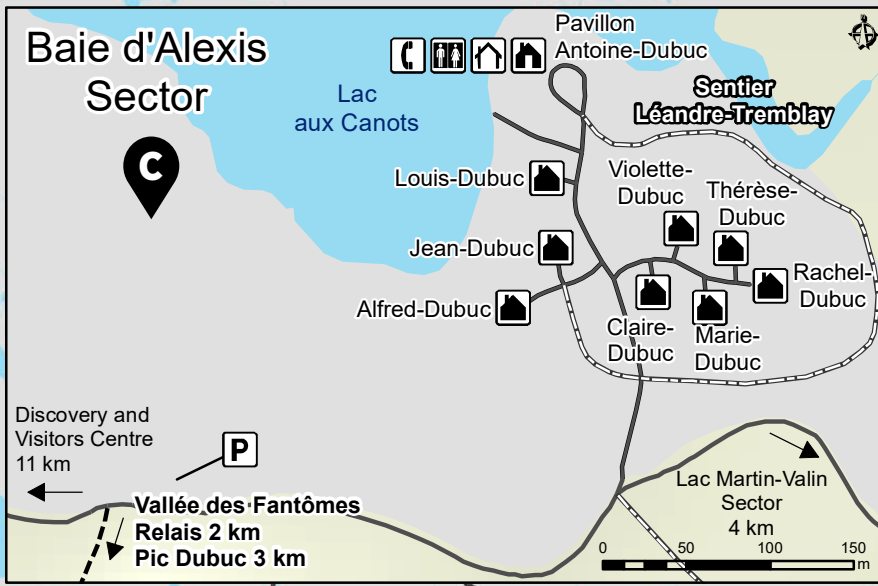 Baie d'Alexis
Sector
C
Pavillon
Antoine-Dubuc
Lac
aux Canots
Sentier
Léandre-Tremblay
Louis-Dubuc
Violette-
Dubuc
Thérèse-
Dubuc
Jean-Dubuc
Rachel-
Dubuc
Alfred-Dubuc
Claire-
Dubuc
Marie-
Dubuc
Discovery and
Visitors Centre
11 km
P
Vallée des Fantômes
Relais 2 km
Pic Dubuc 3 km
Lac Martin-Valin
Sector
4 km
0 50 100 150
m